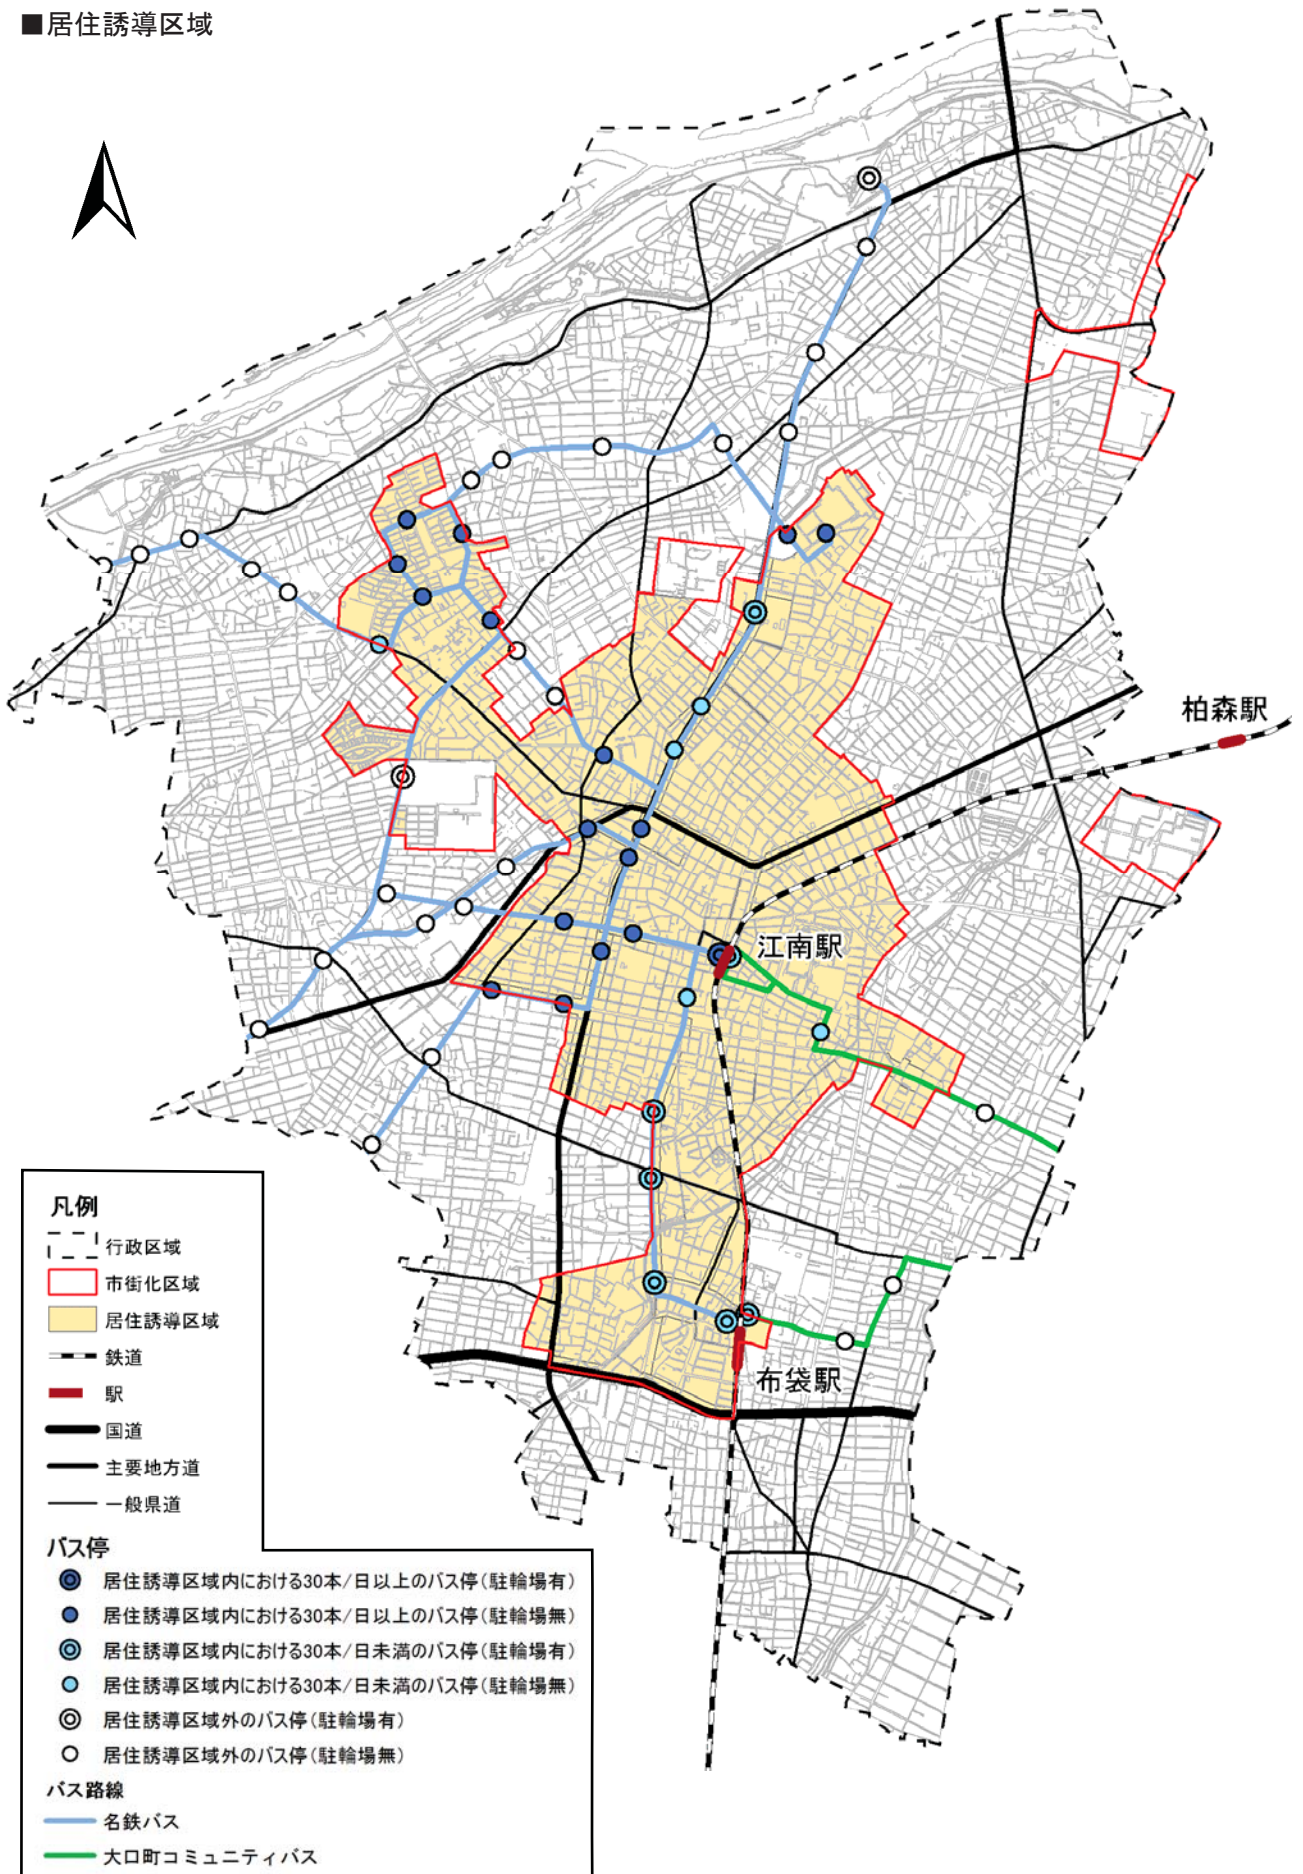 ■居住誘導区域
柏森駅
江南駅
布袋駅
凡例
行政区域
市街化区域
居住誘導区域
鉄道
駅
国道
主要地方道
一般県道
バス停
居住誘導区域内における30本/日以上のバス停(駐輪場有)
居住誘導区域内における30本/日以上のバス停(駐輪場無)
居住誘導区域内における30本/日未満のバス停(駐輪場有)
居住誘導区域内における30本/日未満のバス停(駐輪場無)
居住誘導区域外のバス停(駐輪場有)
居住誘導区域外のバス停(駐輪場無)
バス路線
名鉄バス
大口町コミュニティバス